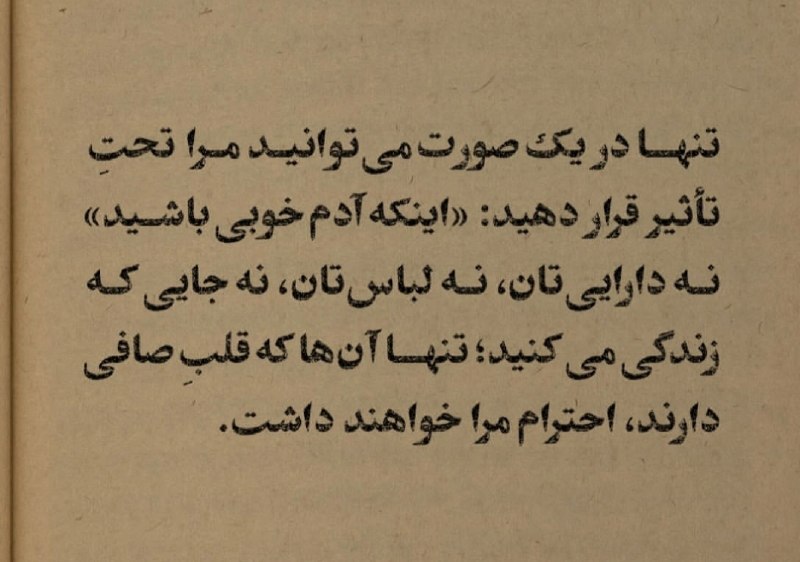 تنها در یک صورت می‌توانید مرا تحتِ
تأثیر قرار دهید: «اینکه آدم خوبی باشید»
نه دارایی‌تان، نه لباس‌تان، نه جایی که
زندگی می‌کنید؛ تنها آن‌ها که قلبِ صافی
دارند، احترام مرا خواهند داشت.